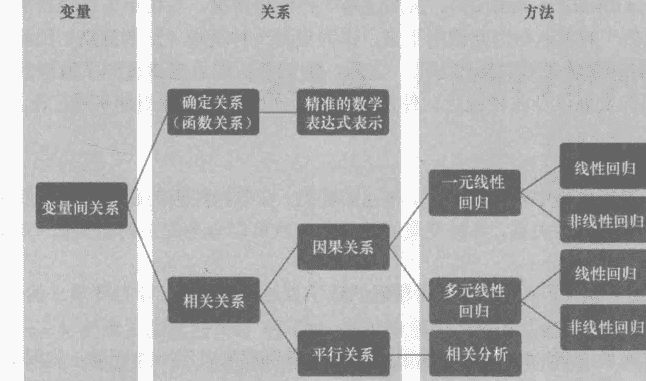 变量
关系
方法
确定关系
（函数关系）
精准的数学
表达式表示
变量间关系
相关关系
因果关系
平行关系
一元线性
回归
线性回归
非线性回归
多元线性
回归
线性回归
非线性回归
相关分析